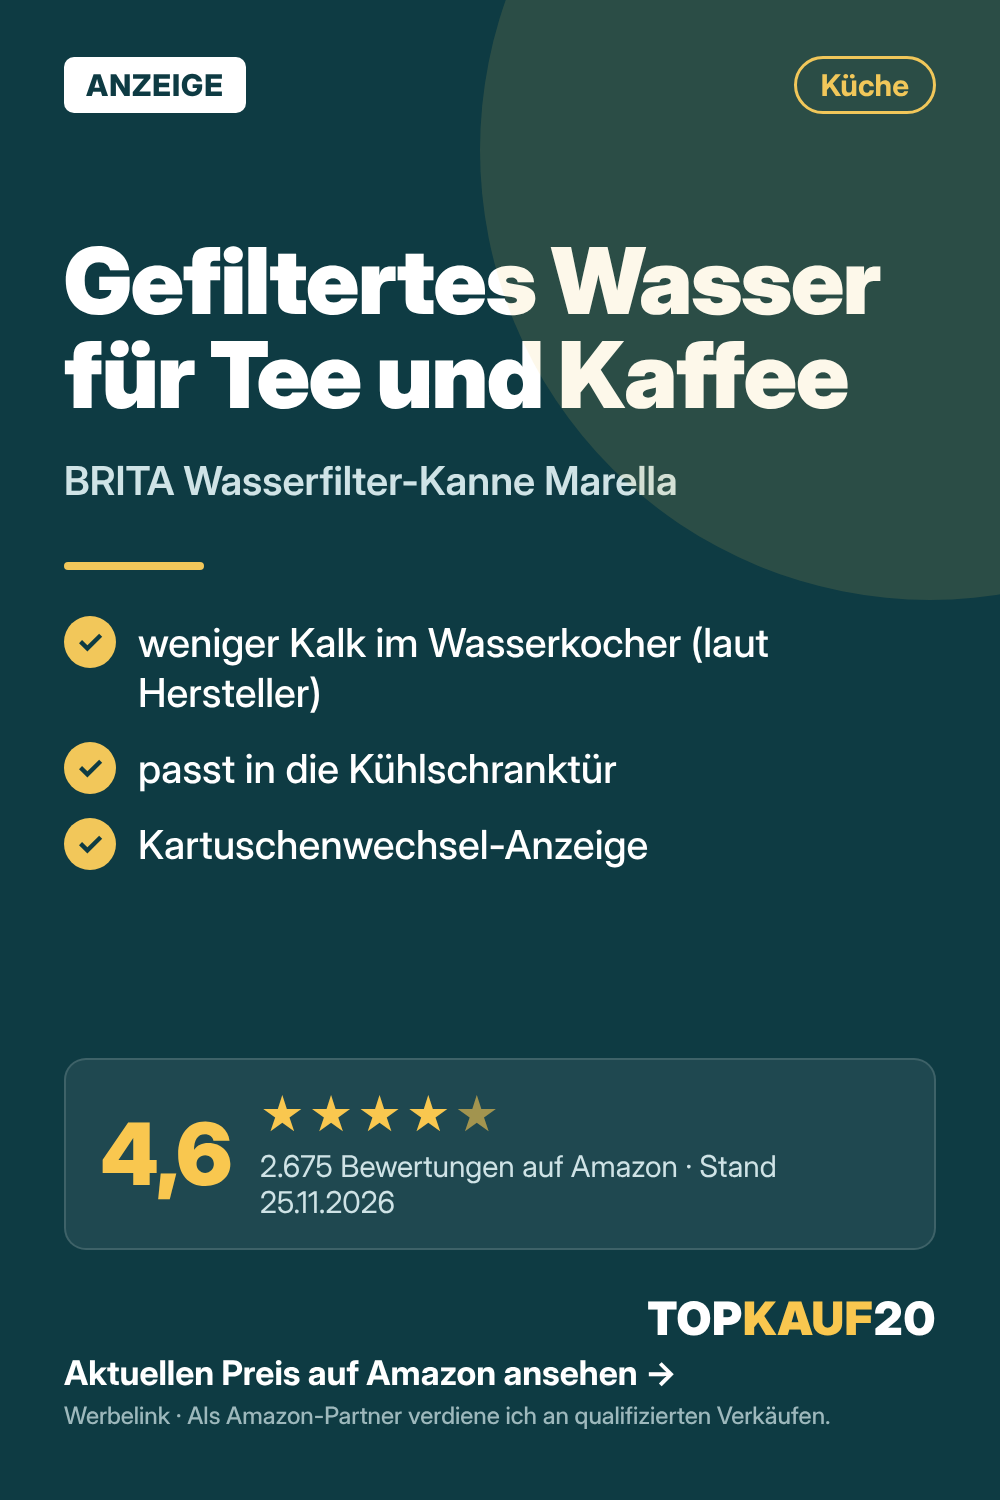 ANZEIGE
Küche
Gefiltertes Wasser
für Tee und Kaffee
BRITA Wasserfilter-Kanne Marella
weniger Kalk im Wasserkocher (laut
Hersteller)
passt in die Kühlschranktür
Kartuschenwechsel-Anzeige
4,6
2.675 Bewertungen auf Amazon · Stand
25.11.2026
TOPKAUF20
Aktuellen Preis auf Amazon ansehen →
Werbelink · Als Amazon-Partner verdiene ich an qualifizierten Verkäufen.